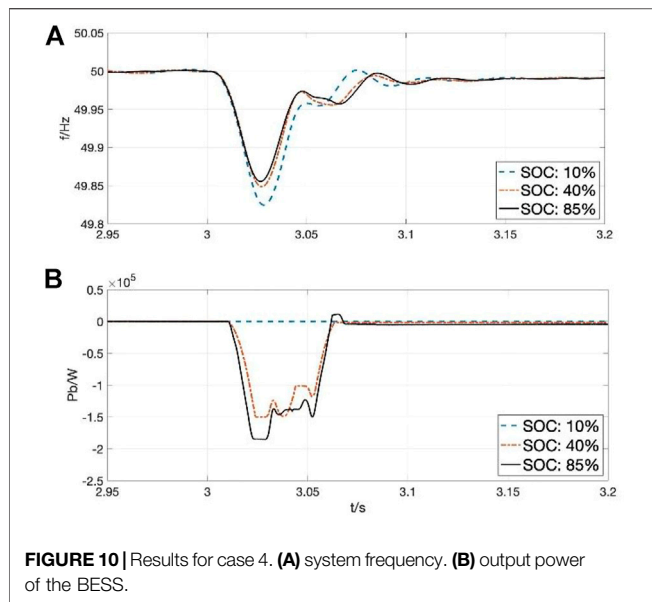 A
50.05
50
49.95
49.9
49.85
49.8
f/Hz
SOC: 10%
SOC: 40%
SOC: 85%
2.95 3 3.05 3.1 3.15 3.2
B
×10⁵
0.5
0
-0.5
-1
-1.5
-2
-2.5
Pb/W
SOC: 10%
SOC: 40%
SOC: 85%
2.95 3 3.05 3.1 3.15 3.2
t/s
FIGURE 10 | Results for case 4. (A) system frequency. (B) output power
of the BESS.